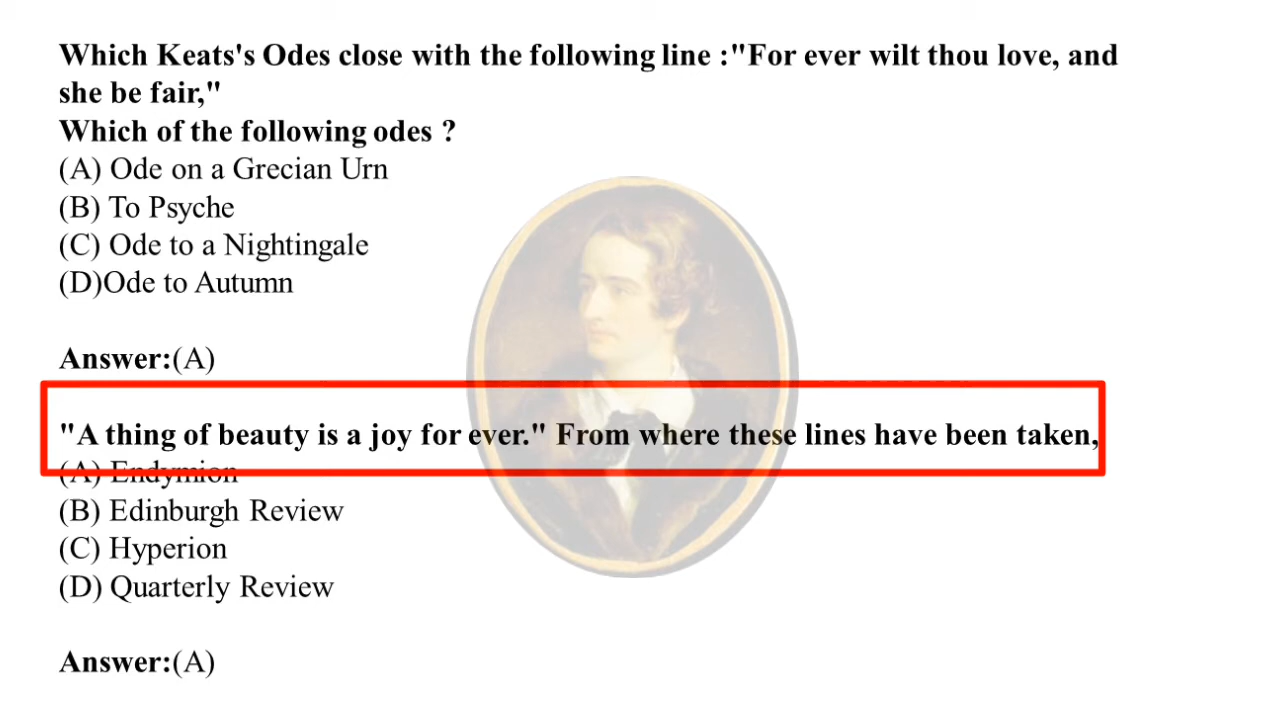 Which Keats's Odes close with the following line :"For ever wilt thou love, and
she be fair,"
Which of the following odes ?
(A) Ode on a Grecian Urn
(B) To Psyche
(C) Ode to a Nightingale
(D)Ode to Autumn
Answer:(A)
"A thing of beauty is a joy for ever." From where these lines have been taken,
(A) Endymion
(B) Edinburgh Review
(C) Hyperion
(D) Quarterly Review
Answer:(A)